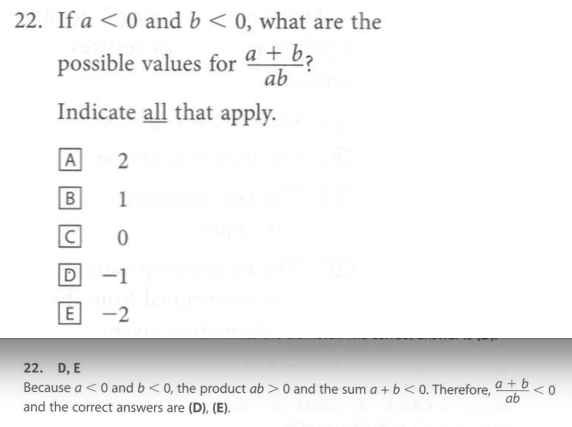 22. If a < 0 and b < 0, what are the
possible values for (a + b)/ab?
Indicate all that apply.
A 2
B 1
C 0
D −1
E −2
22. D, E
Because a < 0 and b < 0, the product ab > 0 and the sum a + b < 0. Therefore, (a + b)/ab < 0
and the correct answers are (D), (E).